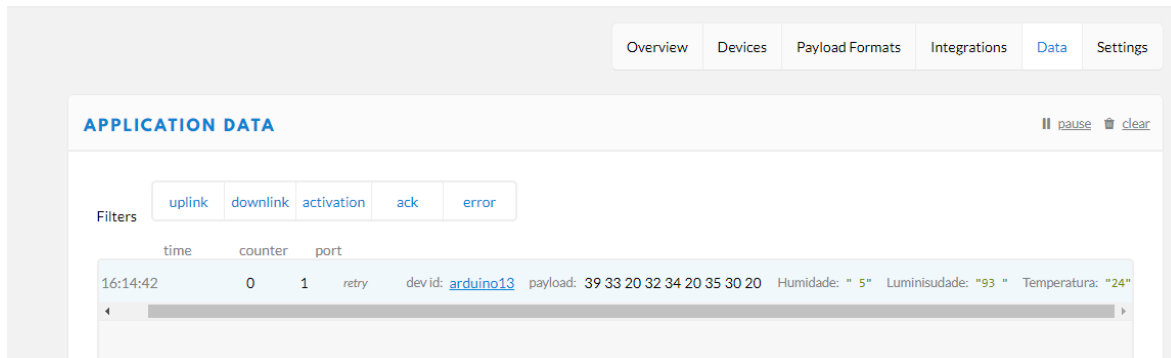 Overview Devices Payload Formats Integrations Data Settings
APPLICATION DATA
pause clear
Filters uplink downlink activation ack error
time counter port
16:14:42 0 1 retry dev id: arduino13 payload: 39 33 20 32 34 20 35 30 20 Humidade: " 5" Luminisudade: "93 " Temperatura: "24"